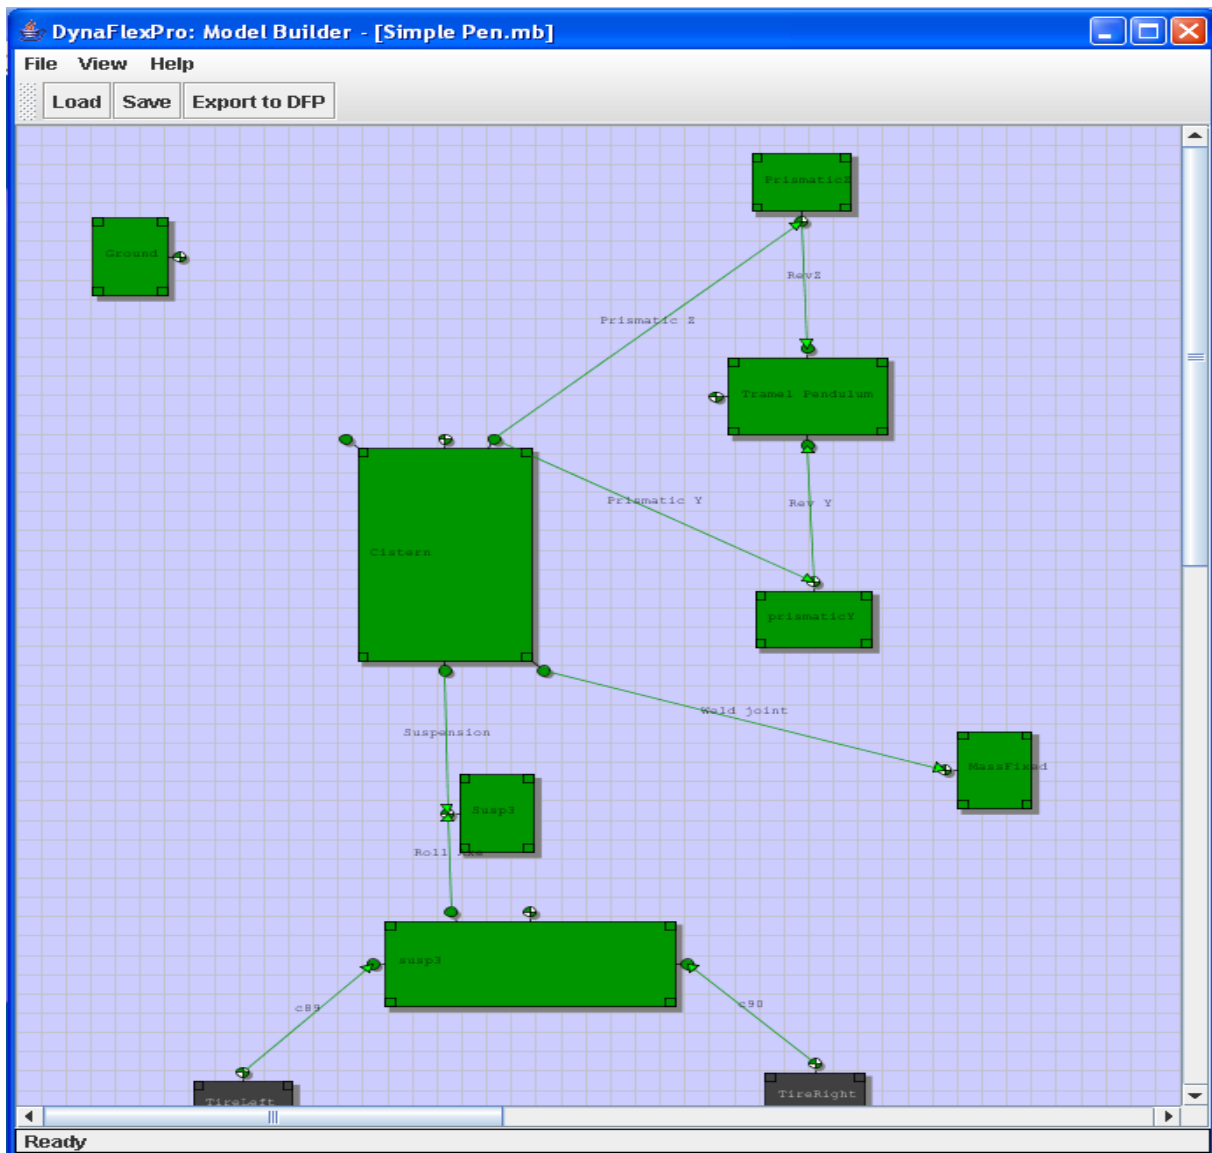 DynaFlexPro: Model Builder - [Simple Pen.mb]
File View Help
Load Save Export to DFP
PrismaticZ
Ground
RevZ
Prismatic Z
Tramel Pendulum
Prismatic Y
Rev Y
Cistern
prismaticY
Weld joint
Suspension
MassFixed
Susp3
Roll Axe
susp3
c89
c90
TireLeft
TireRight
Ready